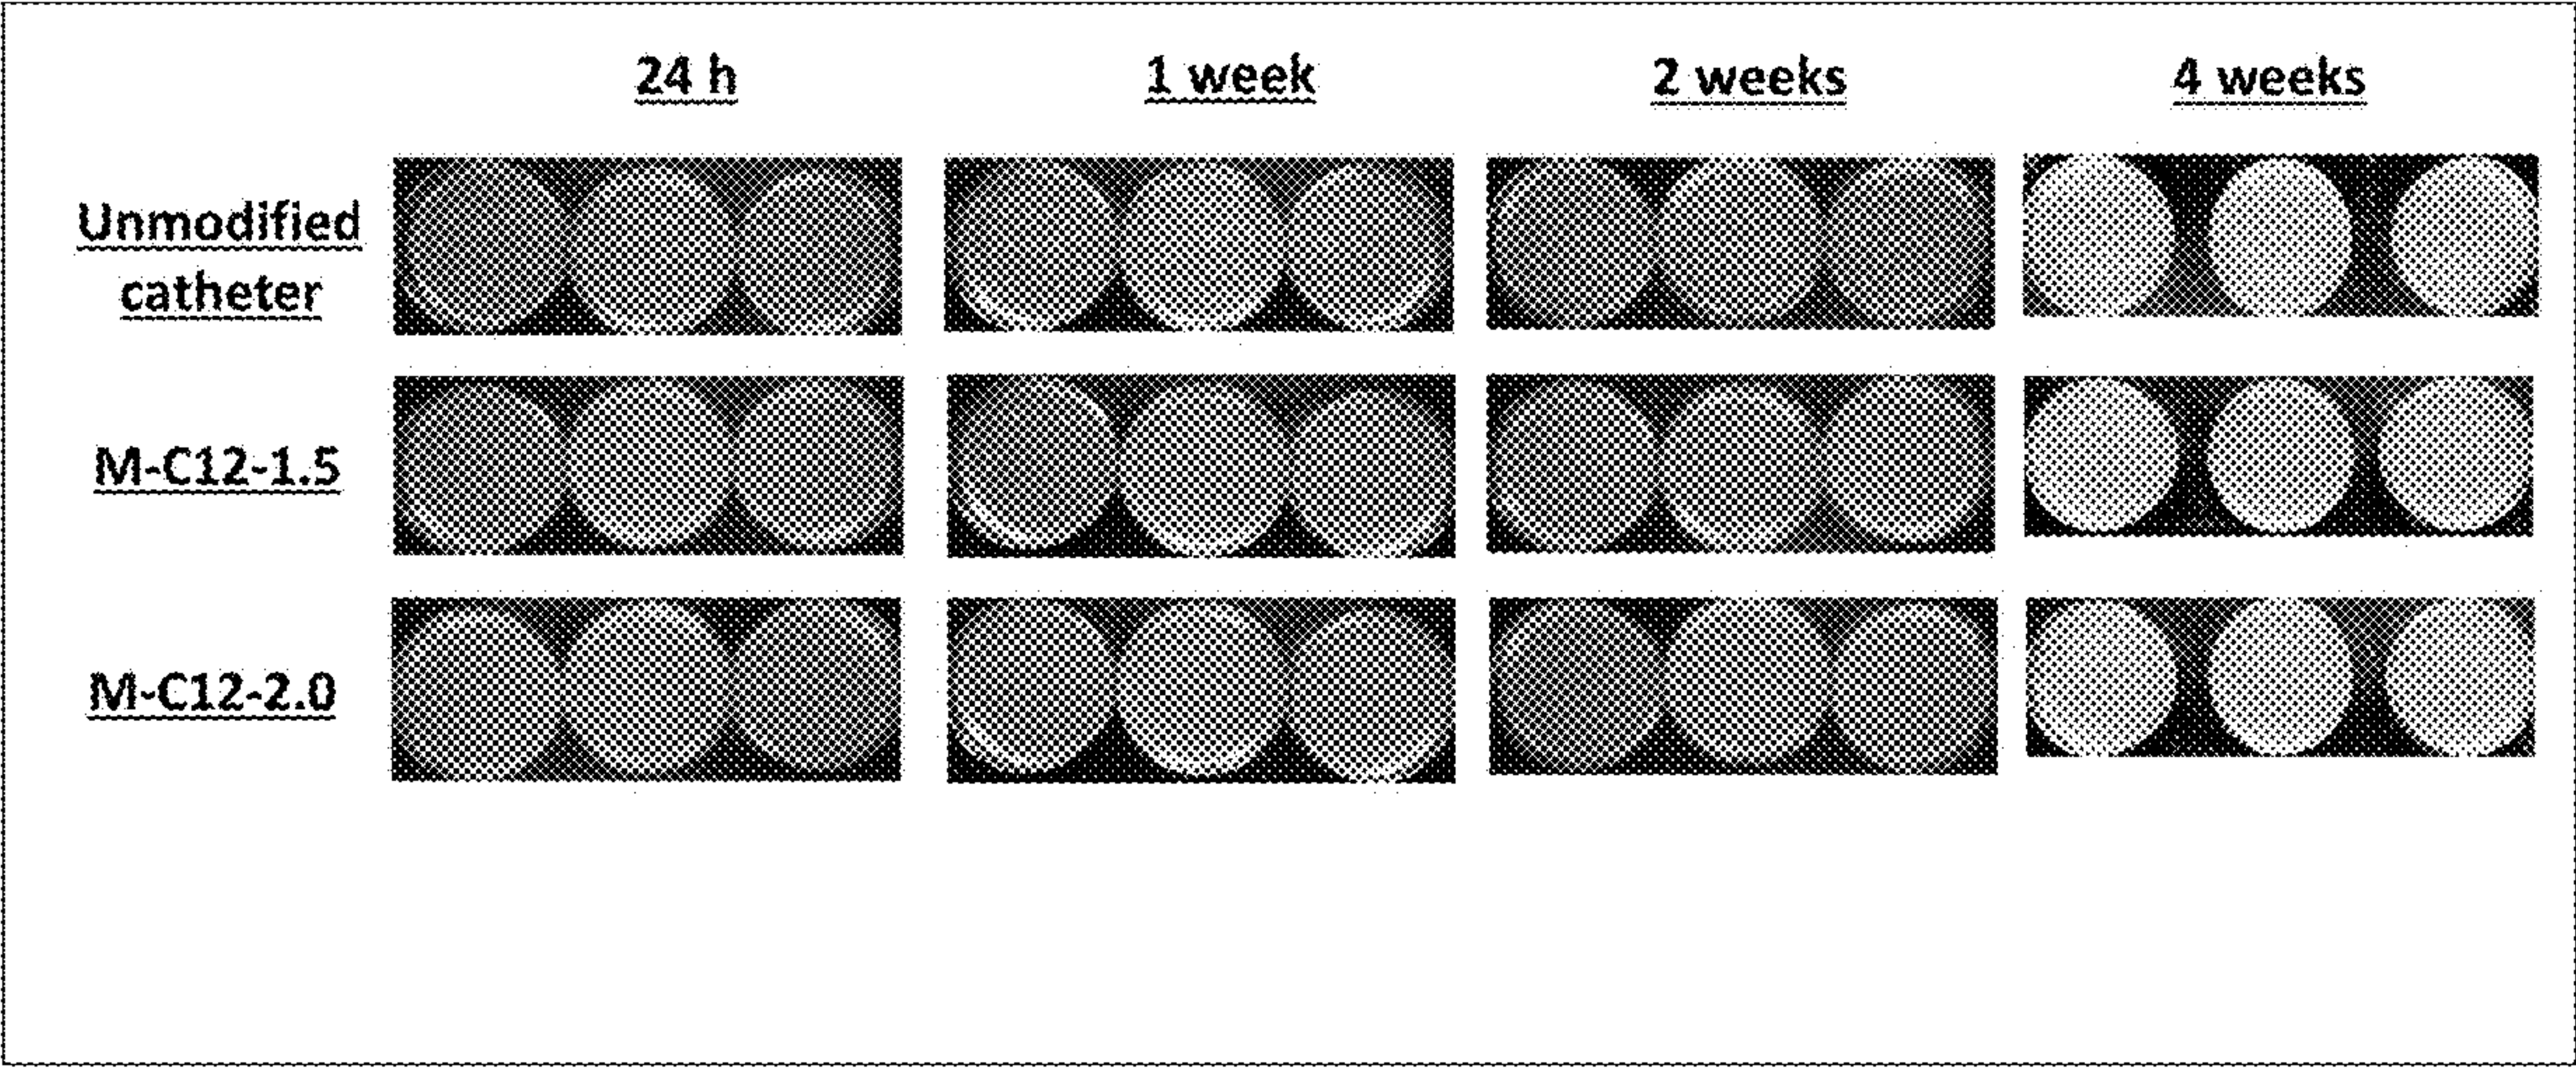 24 h
1 week
2 weeks
4 weeks
Unmodified
catheter
M-C12-1.5
M-C12-2.0